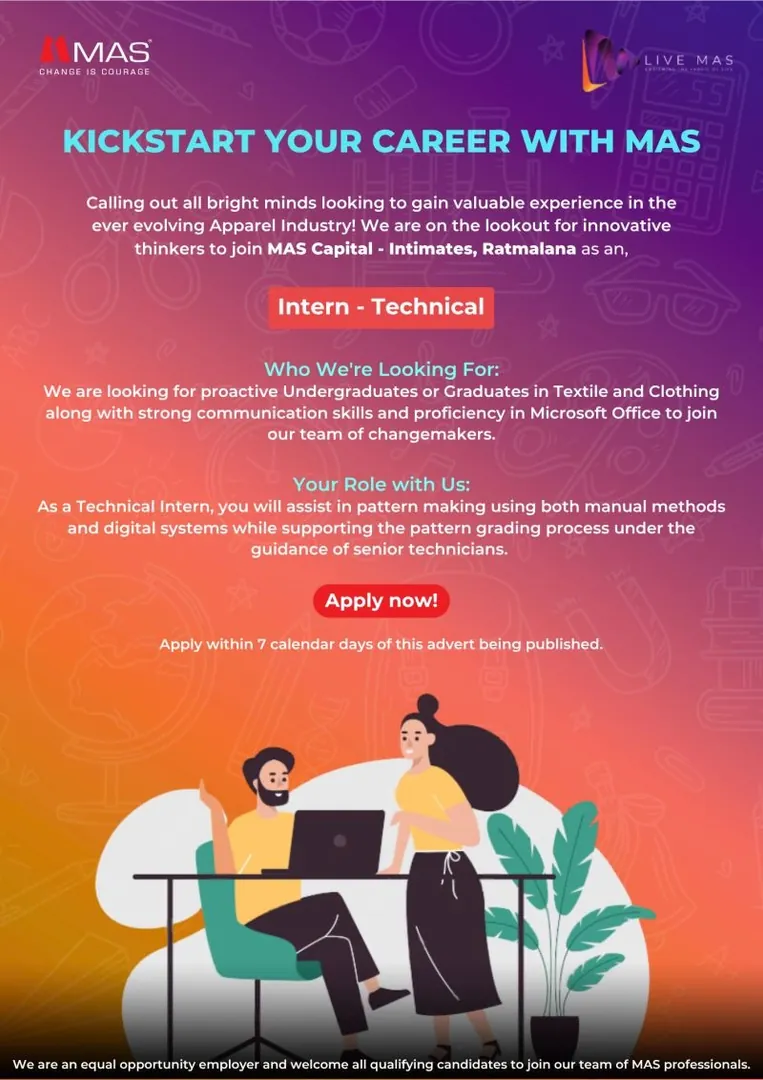 MAS
CHANGE IS COURAGE
LIVE MAS
KICKSTART YOUR CAREER WITH MAS
Calling out all bright minds looking to gain valuable experience in the
ever evolving Apparel Industry! We are on the lookout for innovative
thinkers to join MAS Capital - Intimates, Ratmalana as an,
Intern - Technical
Who We're Looking For:
We are looking for proactive Undergraduates or Graduates in Textile and Clothing
along with strong communication skills and proficiency in Microsoft Office to join
our team of changemakers.
Your Role with Us:
As a Technical Intern, you will assist in pattern making using both manual methods
and digital systems while supporting the pattern grading process under the
guidance of senior technicians.
Apply now!
Apply within 7 calendar days of this advert being published.
We are an equal opportunity employer and welcome all qualifying candidates to join our team of MAS professionals.